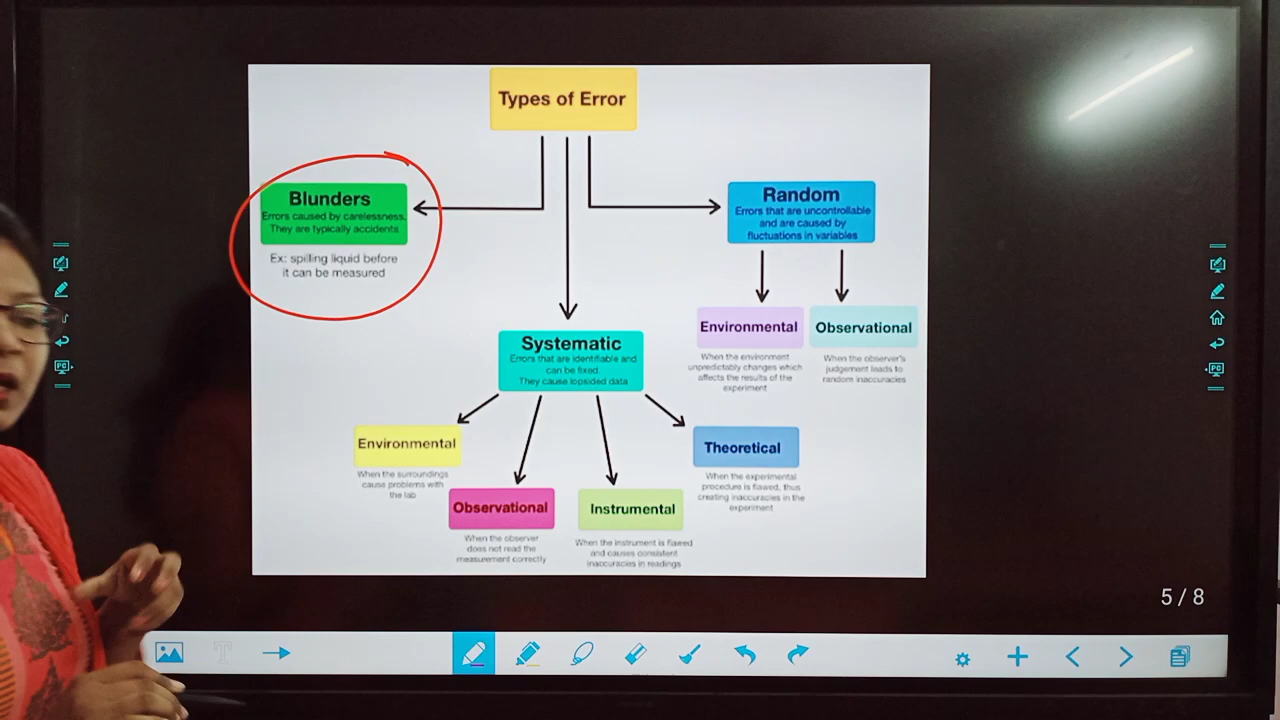 Types of Error
Blunders
Errors caused by carelessness.
They are typically accidents
Ex: spilling liquid before
it can be measured
Random
Errors that are uncontrollable
and are caused by
fluctuations in variables
Environmental
When the environment
unpredictably changes which
affects the results of the
experiment
Observational
When the observer's
judgement leads to
random inaccuracies
Systematic
Errors that are identifiable and
can be fixed.
They cause lopsided data
Environmental
When the surroundings
cause problems with
the lab
Observational
When the observer
does not read the
measurement correctly
Instrumental
When the instrument is flawed
and causes consistent
inaccuracies in readings
Theoretical
When the experimental
procedure is flawed, thus
creating inaccuracies in the
experiment
PC
PC
5 / 8
T